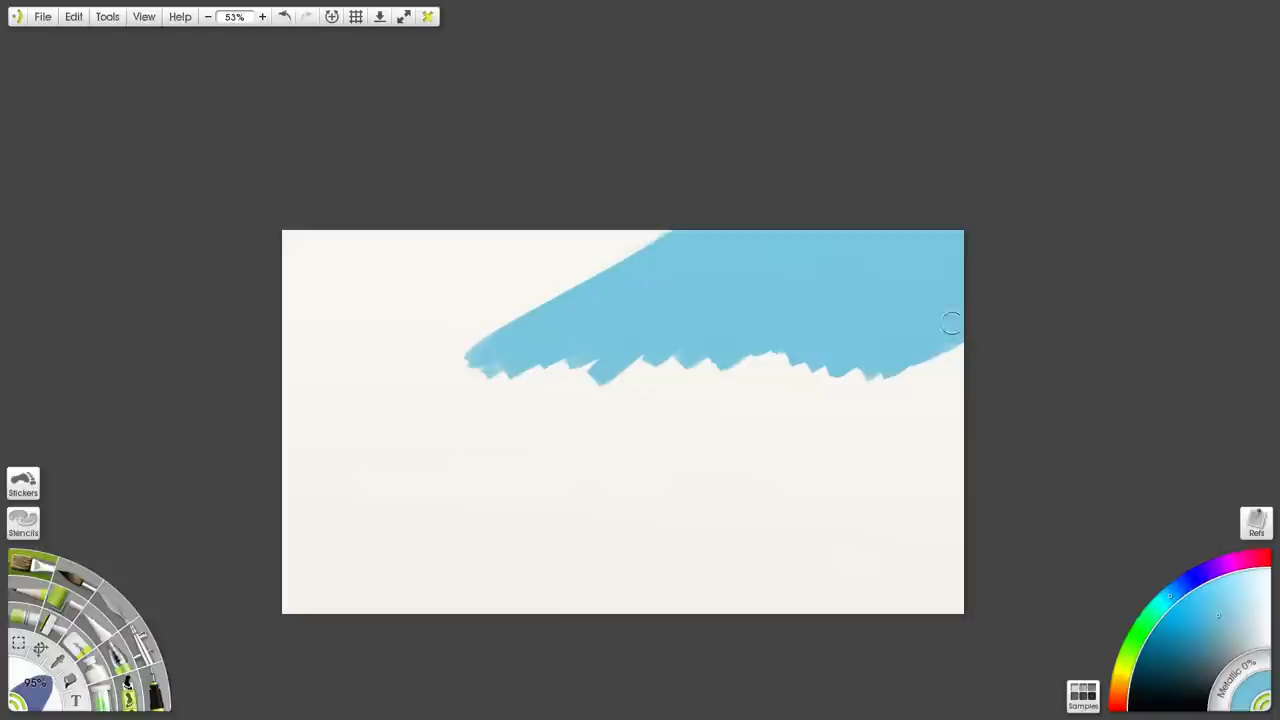 File Edit Tools View Help − 53% +
Stickers
Stencils
Refs
95%
T
Metallic 0%
Samples